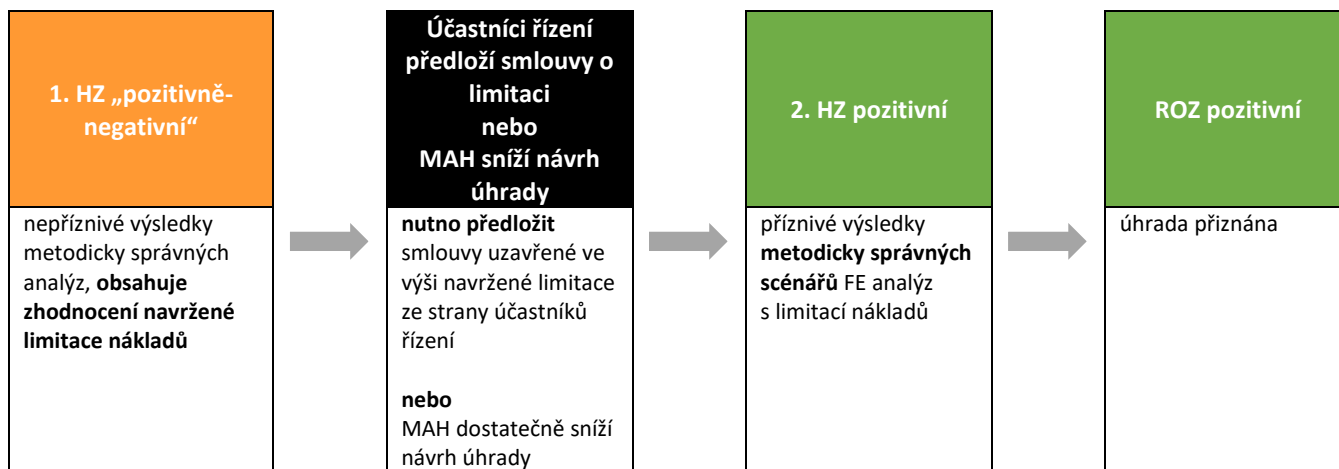 1. HZ „pozitivně-
negativní“
nepříznivé výsledky
metodicky správných
analýz, obsahuje
zhodnocení navržené
limitace nákladů
Účastníci řízení
předloží smlouvy o
limitaci
nebo
MAH sníží návrh
úhrady
nutno předložit
smlouvy uzavřené ve
výši navržené limitace
ze strany účastníků
řízení
nebo
MAH dostatečně sníží
návrh úhrady
2. HZ pozitivní
příznivé výsledky
metodicky správných
scénářů FE analýz
s limitací nákladů
ROZ pozitivní
úhrada přiznána